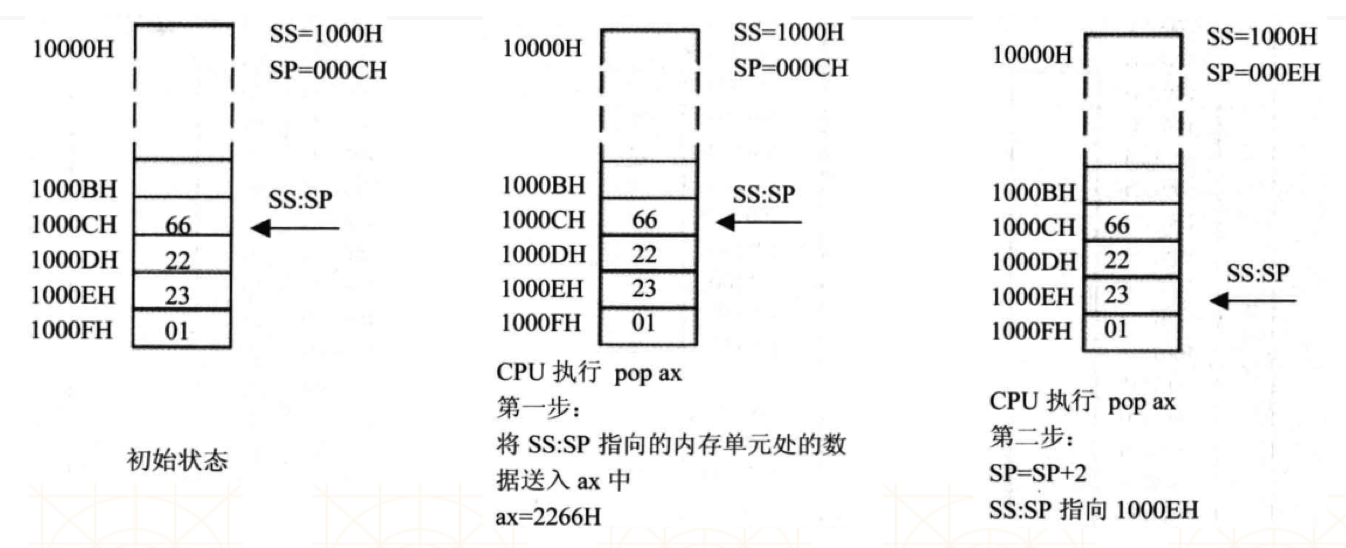 10000H
SS=1000H
SP=000CH
1000BH
1000CH 66
1000DH 22
1000EH 23
1000FH 01
SS:SP
初始状态
10000H
SS=1000H
SP=000CH
1000BH
1000CH 66
1000DH 22
1000EH 23
1000FH 01
SS:SP
CPU 执行 pop ax
第一步：
将 SS:SP 指向的内存单元处的数
据送入 ax 中
ax=2266H
10000H
SS=1000H
SP=000EH
1000BH
1000CH 66
1000DH 22
1000EH 23
1000FH 01
SS:SP
CPU 执行 pop ax
第二步：
SP=SP+2
SS:SP 指向 1000EH